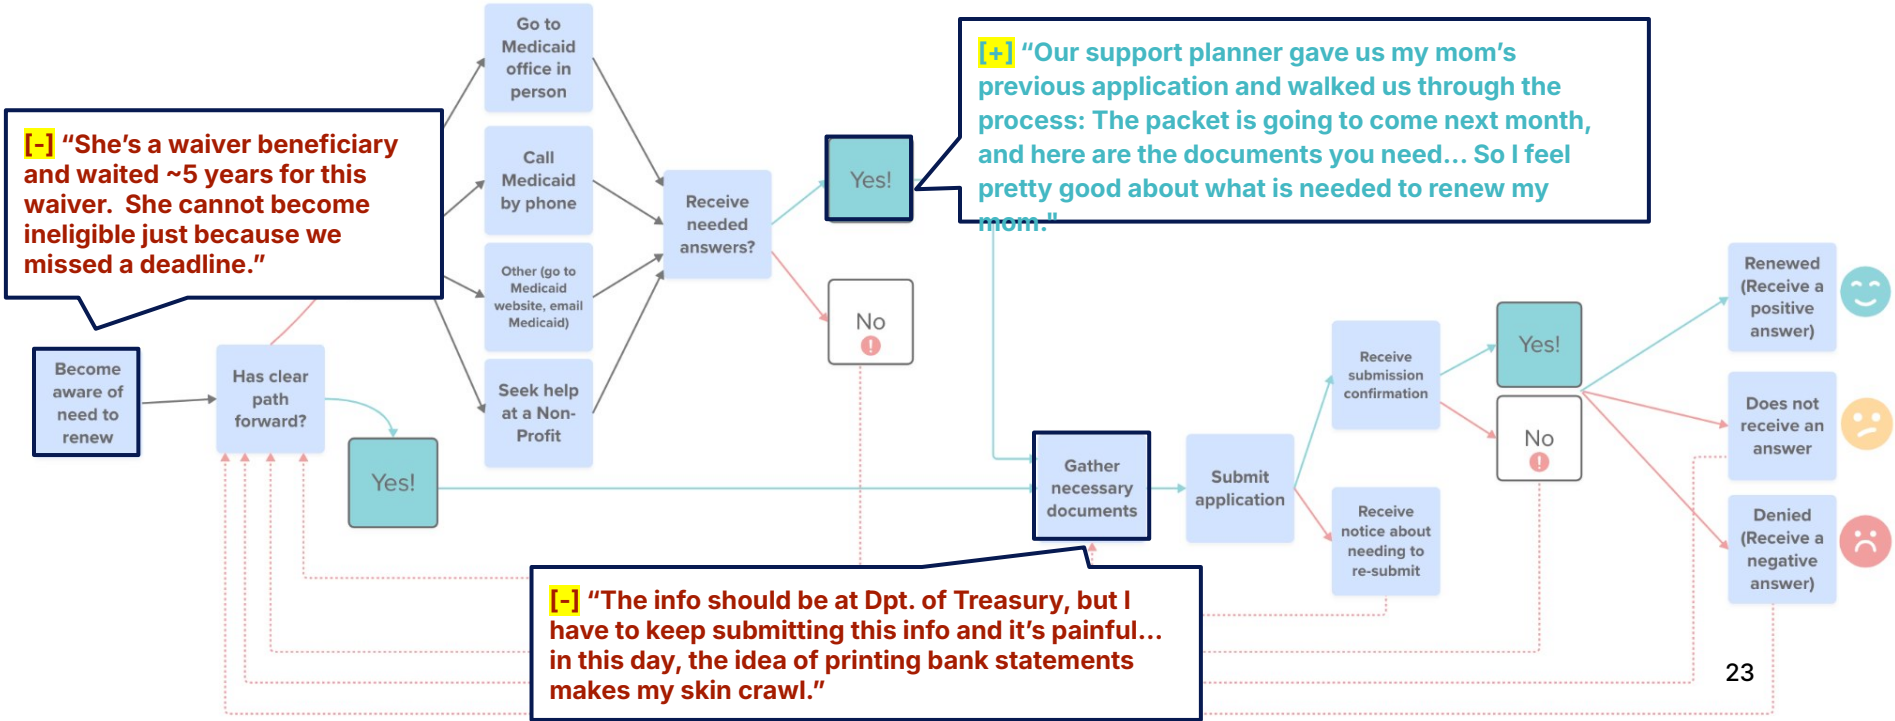 Go to
Medicaid
office in
person
[+] “Our support planner gave us my mom’s
previous application and walked us through the
process: The packet is going to come next month,
and here are the documents you need... So I feel
pretty good about what is needed to renew my
mom."
[-] “She’s a waiver beneficiary
and waited ~5 years for this
waiver.  She cannot become
ineligible just because we
missed a deadline.”
Call
Medicaid
by phone
Receive
needed
answers?
Yes!
Other (go to
Medicaid
website, email
Medicaid)
No
!
Seek help
at a Non-
Profit
Become
aware of
need to
renew
Has clear
path
forward?
Yes!
Gather
necessary
documents
Submit
application
Receive
submission
confirmation
Yes!
No
!
Receive
notice about
needing to
re-submit
Renewed
(Receive a
positive
answer)
Does not
receive an
answer
Denied
(Receive a
negative
answer)
[-] “The info should be at Dpt. of Treasury, but I
have to keep submitting this info and it’s painful...
in this day, the idea of printing bank statements
makes my skin crawl.”
23